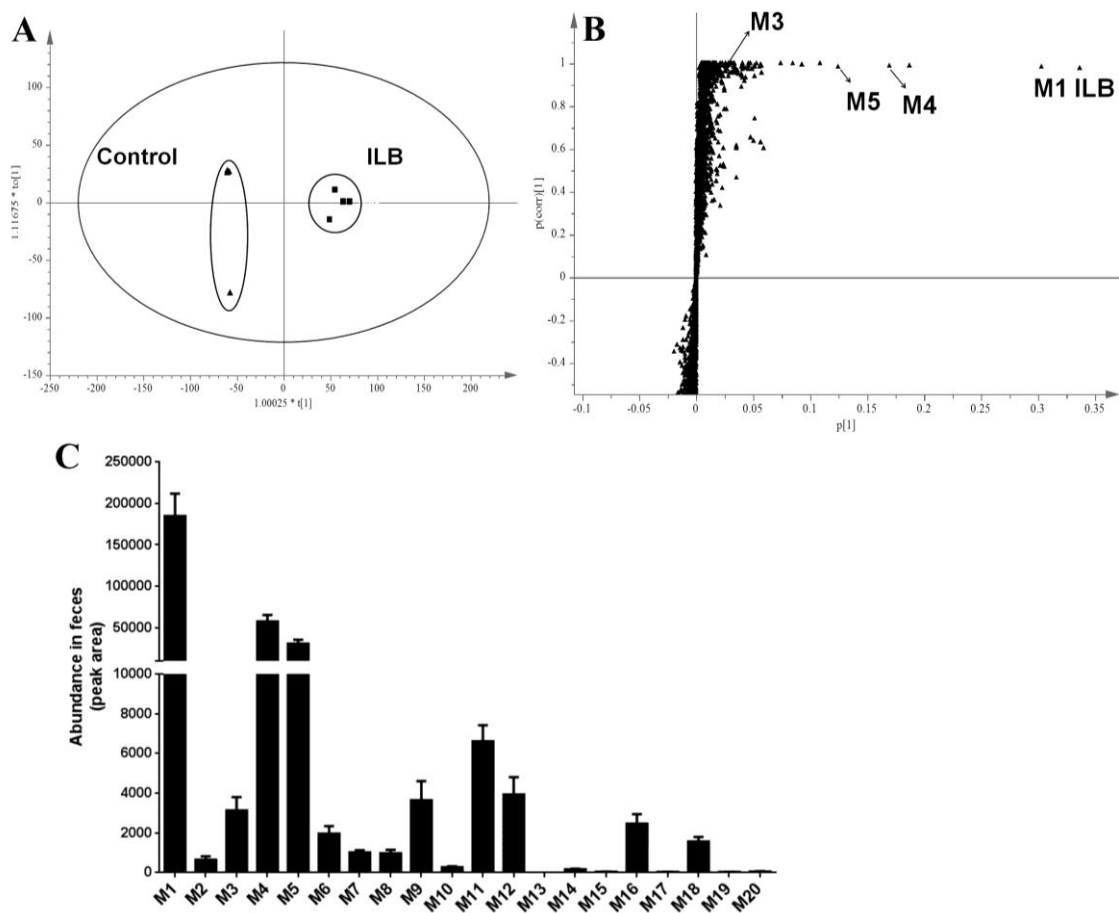 A
Control
ILB
100
50
0
-50
-100
-150
-250
-200
-150
-100
-50
0
50
100
150
200
1.11675 * to[1]
1.00025 * t[1]
B
M3
M5
M4
M1 ILB
1
0.8
0.6
0.4
0.2
0
-0.2
-0.4
-0.1
-0.05
0
0.05
0.1
0.15
0.2
0.25
0.3
0.35
p(corr)[1]
p[1]
C
250000
200000
150000
100000
50000
10000
8000
6000
4000
2000
0
Abundance in feces
(peak area)
M1
M2
M3
M4
M5
M6
M7
M8
M9
M10
M11
M12
M13
M14
M15
M16
M17
M18
M19
M20